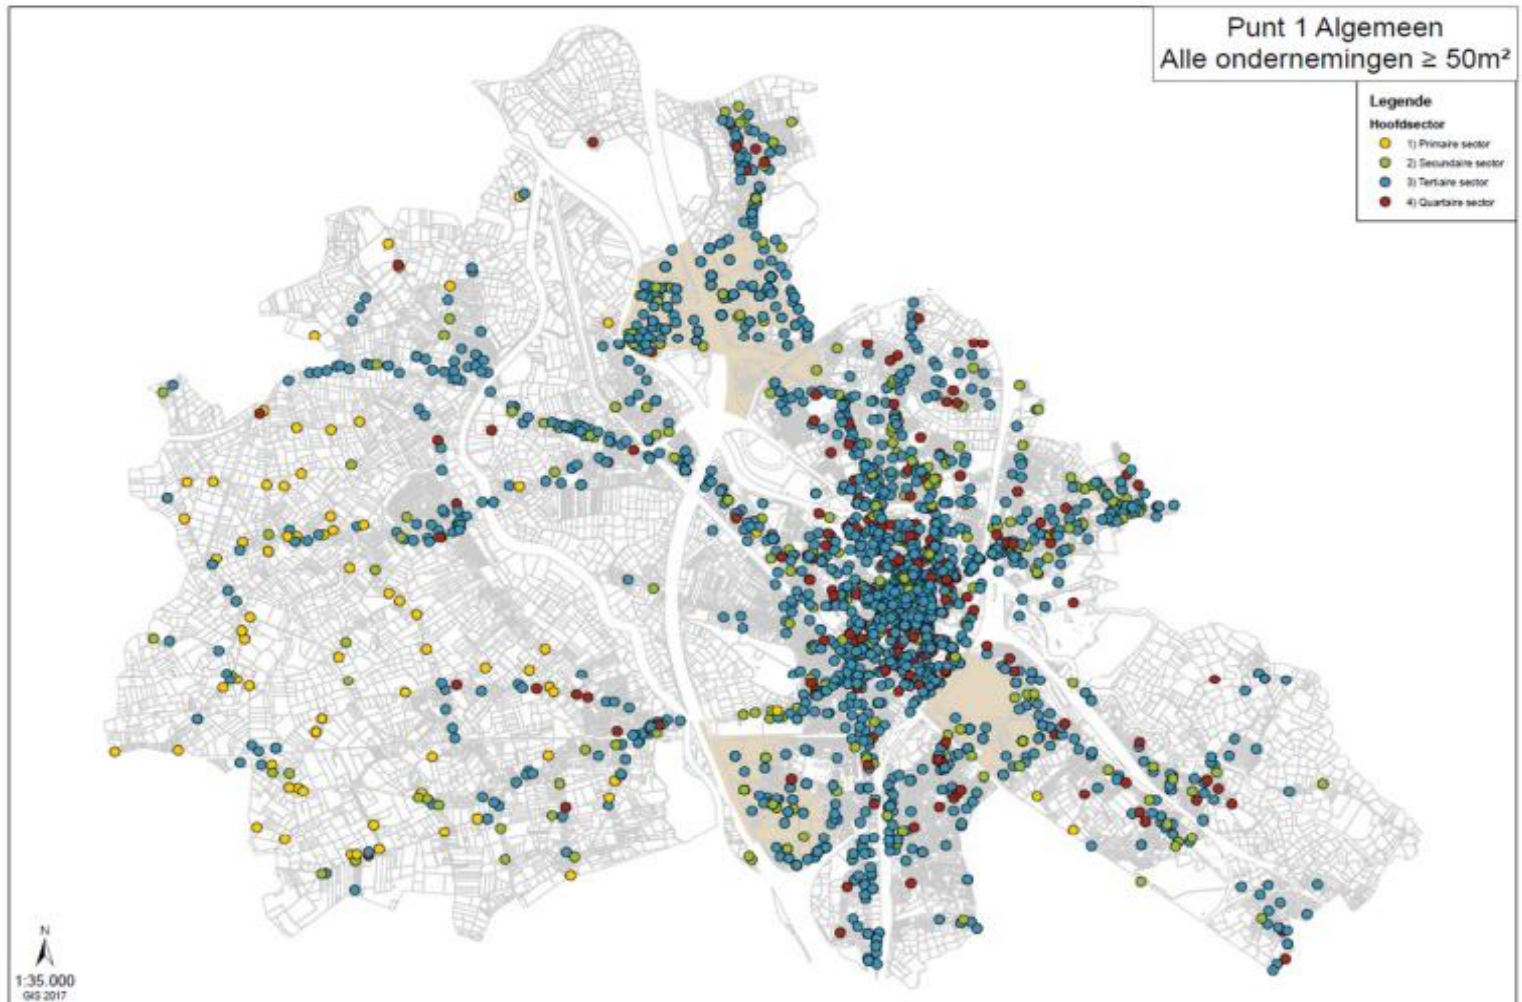 Punt 1 Algemeen
Alle ondernemingen ≥ 50m²
Legende
Hoofdsector
1) Primaire sector
2) Secundaire sector
3) Tertiaire sector
4) Quartaire sector
N
1:35.000
GIS 2017